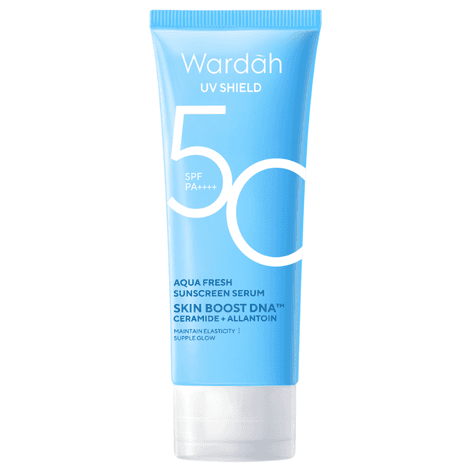 Wardah
UV SHIELD
50
SPF
PA++++
AQUA FRESH
SUNSCREEN SERUM
SKIN BOOST DNA™
CERAMIDE + ALLANTOIN
MAINTAIN ELASTICITY |
SUPPLE GLOW